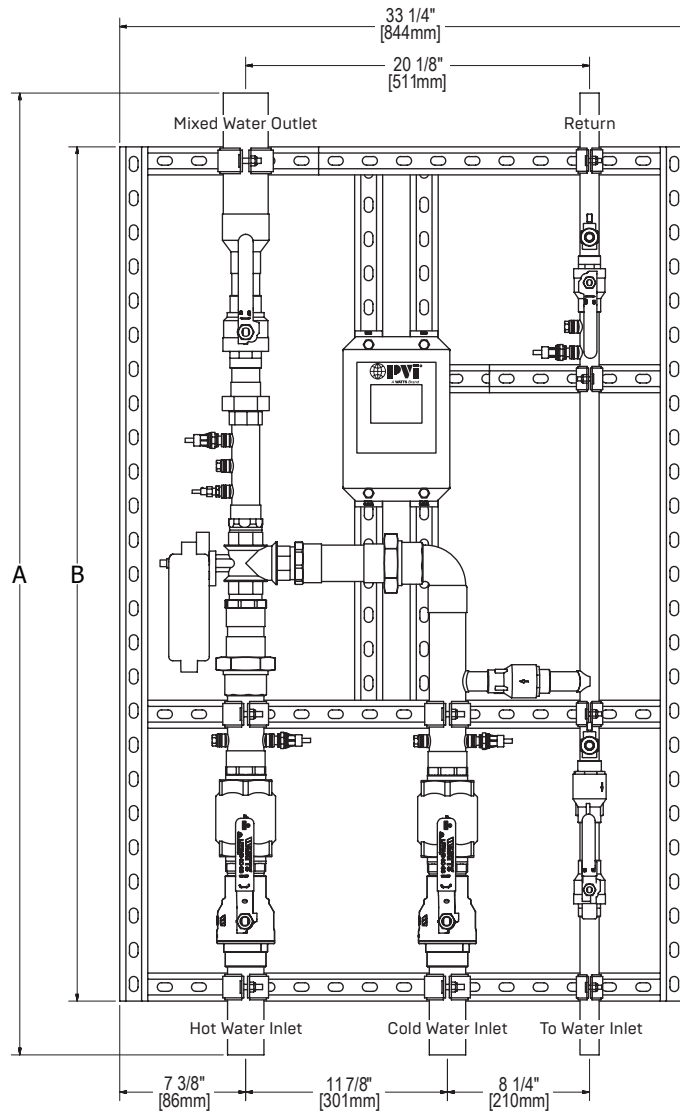 33 1/4"
[844mm]
20 1/8"
[511mm]
Mixed Water Outlet
Return
PVi
A WATTS Brand
A
B
Hot Water Inlet
Cold Water Inlet
To Water Inlet
7 3/8"
[86mm]
11 7/8"
[301mm]
8 1/4"
[210mm]